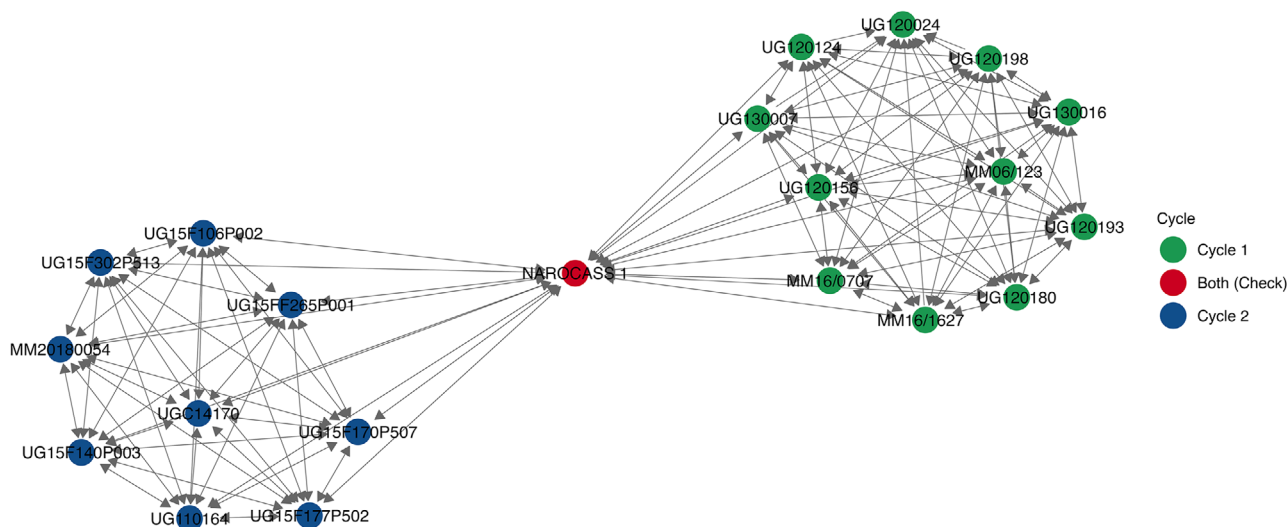 UG120024
UG120124
UG120198
UG130007
UG130016
MM06/123
UG120156
UG120193
UG15F106P002
UG15F302P513
NAROCASS 1
MM16/0707
UG120180
UG15FF265P001
MM16/1627
MM20180054
UGC14170
UG15F170P507
UG15F140P003
UG110164
UG15F177P502
Cycle
Cycle 1
Both (Check)
Cycle 2